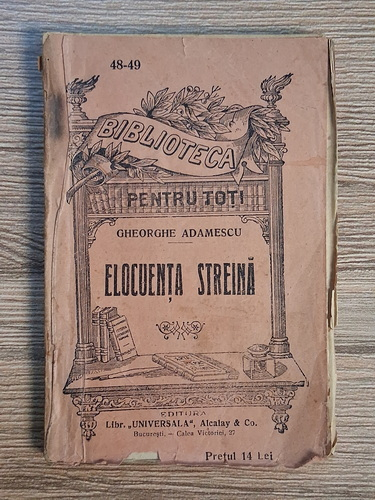 48-49
BIBLIOTECA
PENTRU TOȚI
GHEORGHE ADAMESCU
ELOCUENȚA STREINĂ
EDITURA
Libr. „UNIVERSALA", Alcalay & Co.
București. — Calea Victoriei, 27
Prețul 14 Lei